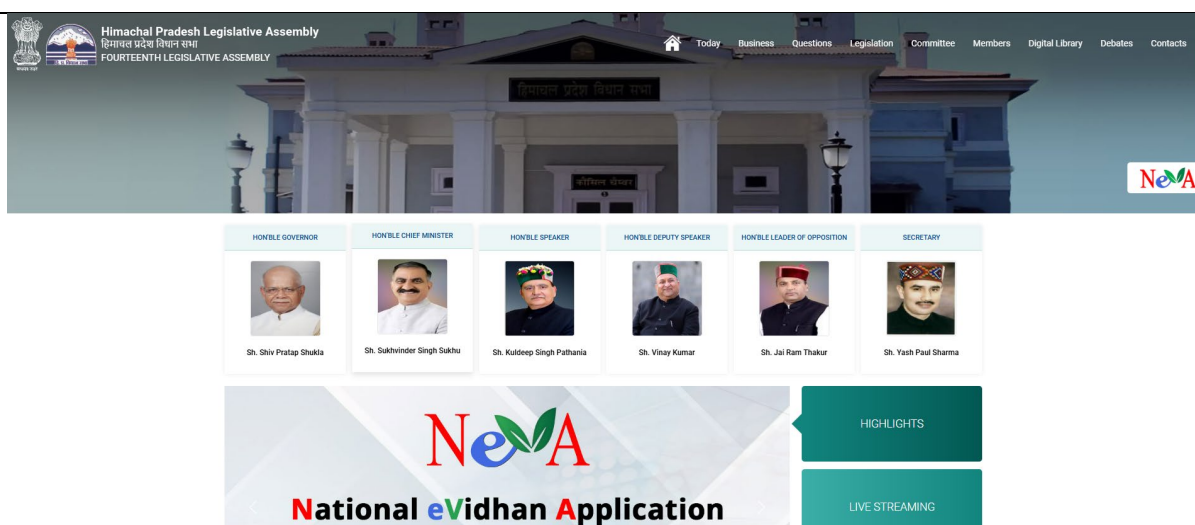 Himachal Pradesh Legislative Assembly
हिमाचल प्रदेश विधान सभा
FOURTEENTH LEGISLATIVE ASSEMBLY
Today Business Questions Legislation Committee Members Digital Library Debates Contacts
हिमाचल प्रदेश विधान सभा
कौंसिल चैम्बर
NeVA
HON'BLE GOVERNOR HON'BLE CHIEF MINISTER HON'BLE SPEAKER HON'BLE DEPUTY SPEAKER HON'BLE LEADER OF OPPOSITION SECRETARY
Sh. Shiv Pratap Shukla Sh. Sukhvinder Singh Sukhu Sh. Kuldeep Singh Pathania Sh. Vinay Kumar Sh. Jai Ram Thakur Sh. Yash Paul Sharma
NeVA
National eVidhan Application
HIGHLIGHTS
LIVE STREAMING